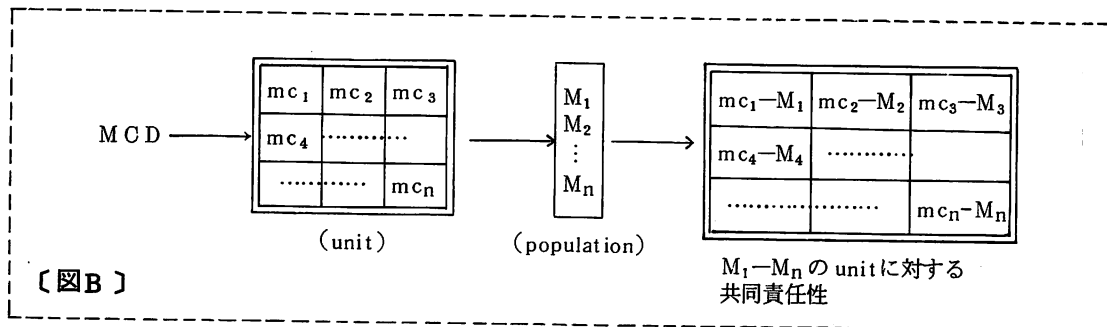 MCD
mc₁ mc₂ mc₃
mc₄ …………
………… mcₙ
(unit)
M₁
M₂
⋮
Mₙ
(population)
mc₁—M₁ mc₂—M₂ mc₃—M₃
mc₄—M₄ …………
………………… mcₙ-Mₙ
M₁—Mₙ の unitに対する
共同責任性
〔図B〕